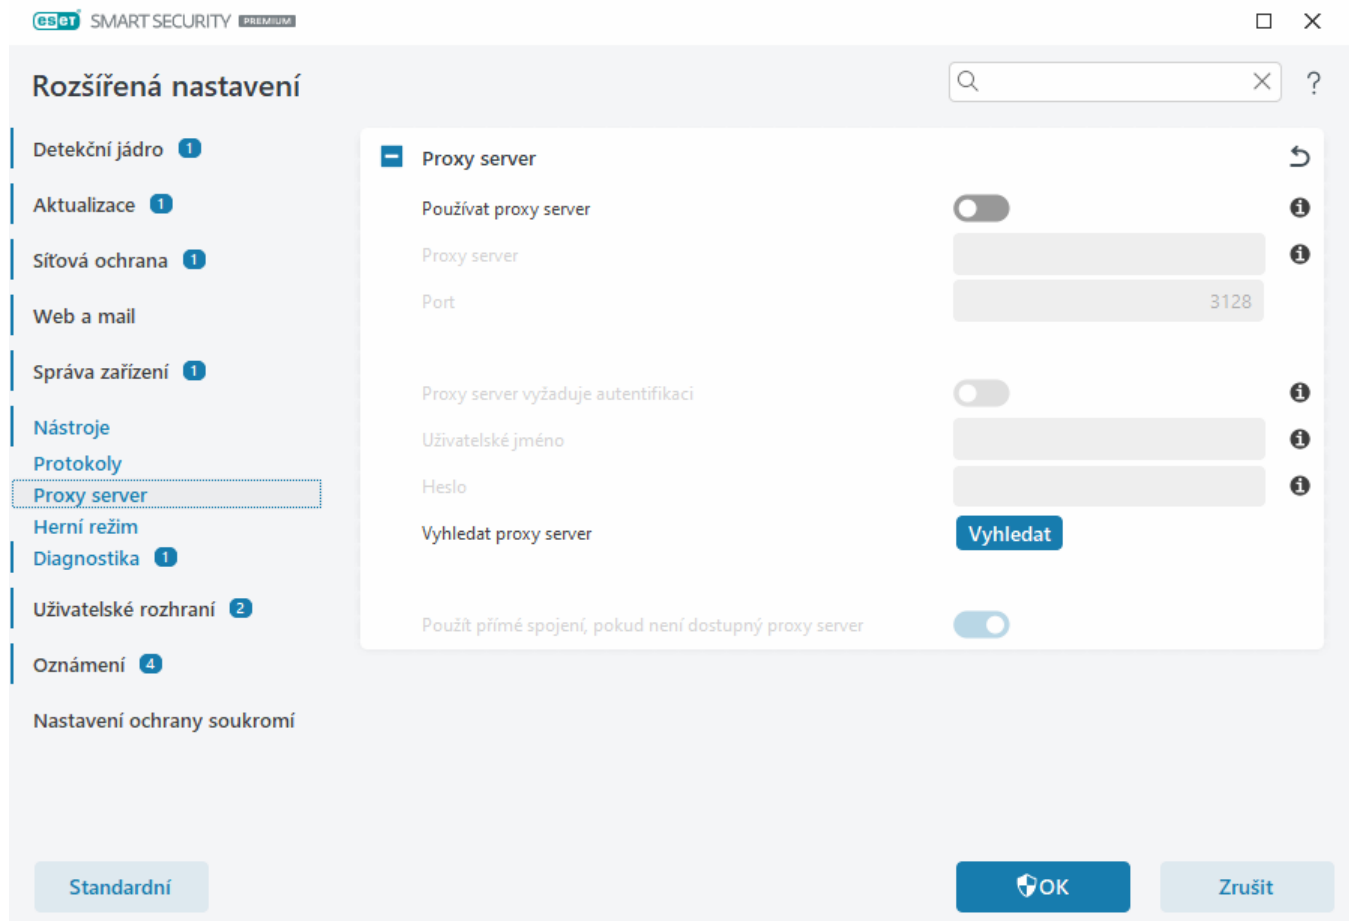 eset SMART SECURITY PREMIUM
Rozšířená nastavení
?
Detekční jádro 1
Aktualizace 1
Síťová ochrana 1
Web a mail
Správa zařízení 1
Nástroje
Protokoly
Proxy server
Herní režim
Diagnostika 1
Uživatelské rozhraní 2
Oznámení 4
Nastavení ochrany soukromí
Proxy server
Používat proxy server
Proxy server
Port 3128
Proxy server vyžaduje autentifikaci
Uživatelské jméno
Heslo
Vyhledat proxy server Vyhledat
Použít přímé spojení, pokud není dostupný proxy server
Standardní
OK
Zrušit